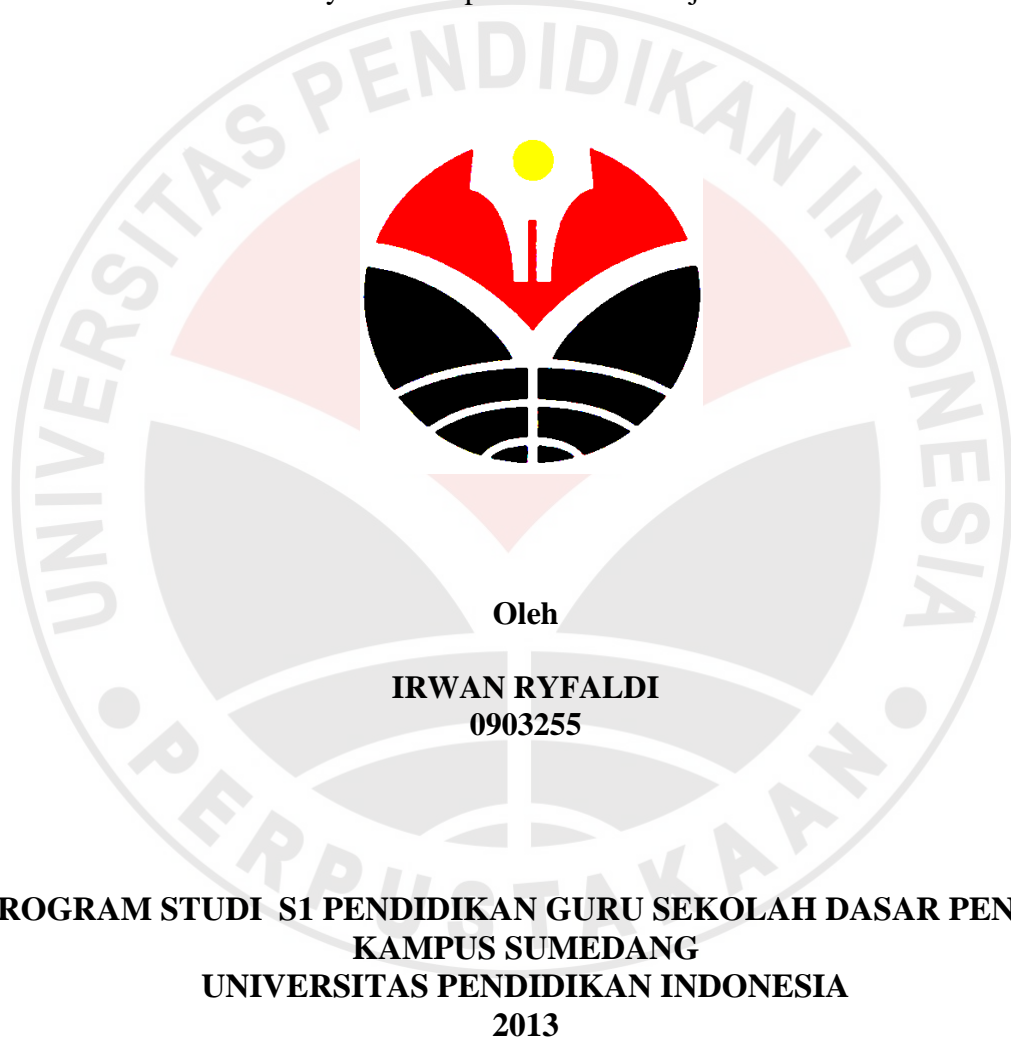 UNIVERSITAS PENDIDIKAN INDONESIA
PERPUSTAKAAN
Oleh
IRWAN RYFALDI
0903255
ROGRAM STUDI S1 PENDIDIKAN GURU SEKOLAH DASAR PEN
KAMPUS SUMEDANG
UNIVERSITAS PENDIDIKAN INDONESIA
2013